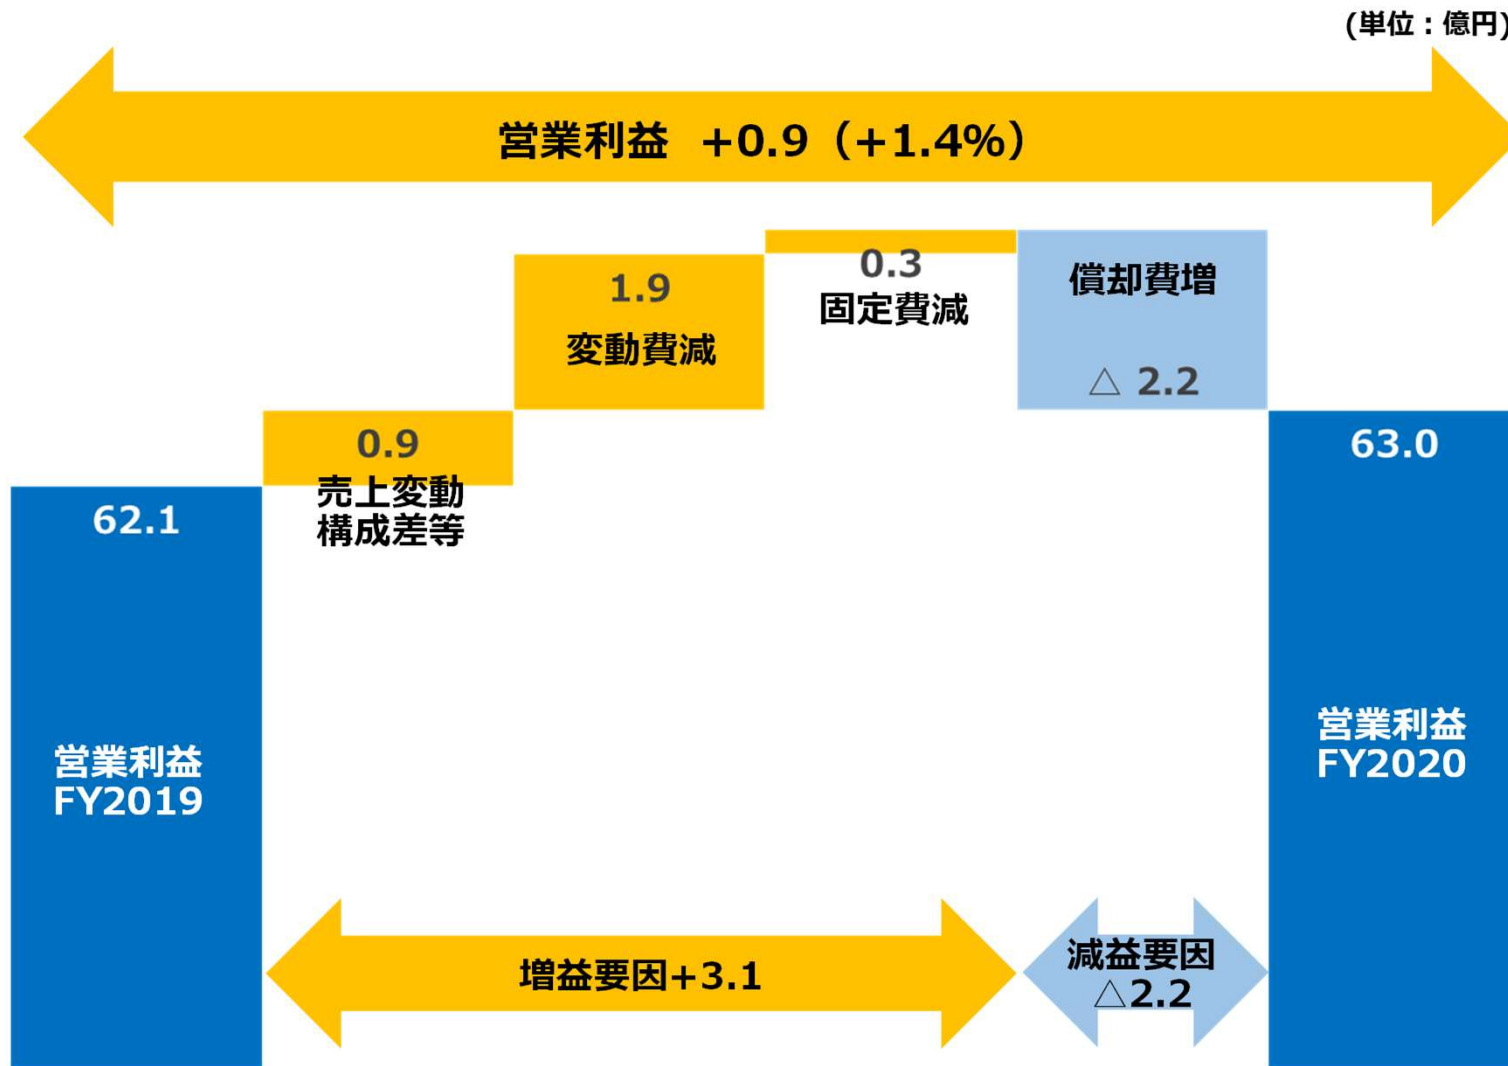 (単位：億円)
営業利益 +0.9（+1.4%）
0.3
固定費減
償却費増
△ 2.2
1.9
変動費減
0.9
売上変動
構成差等
63.0
62.1
営業利益
FY2019
営業利益
FY2020
増益要因+3.1
減益要因
△2.2